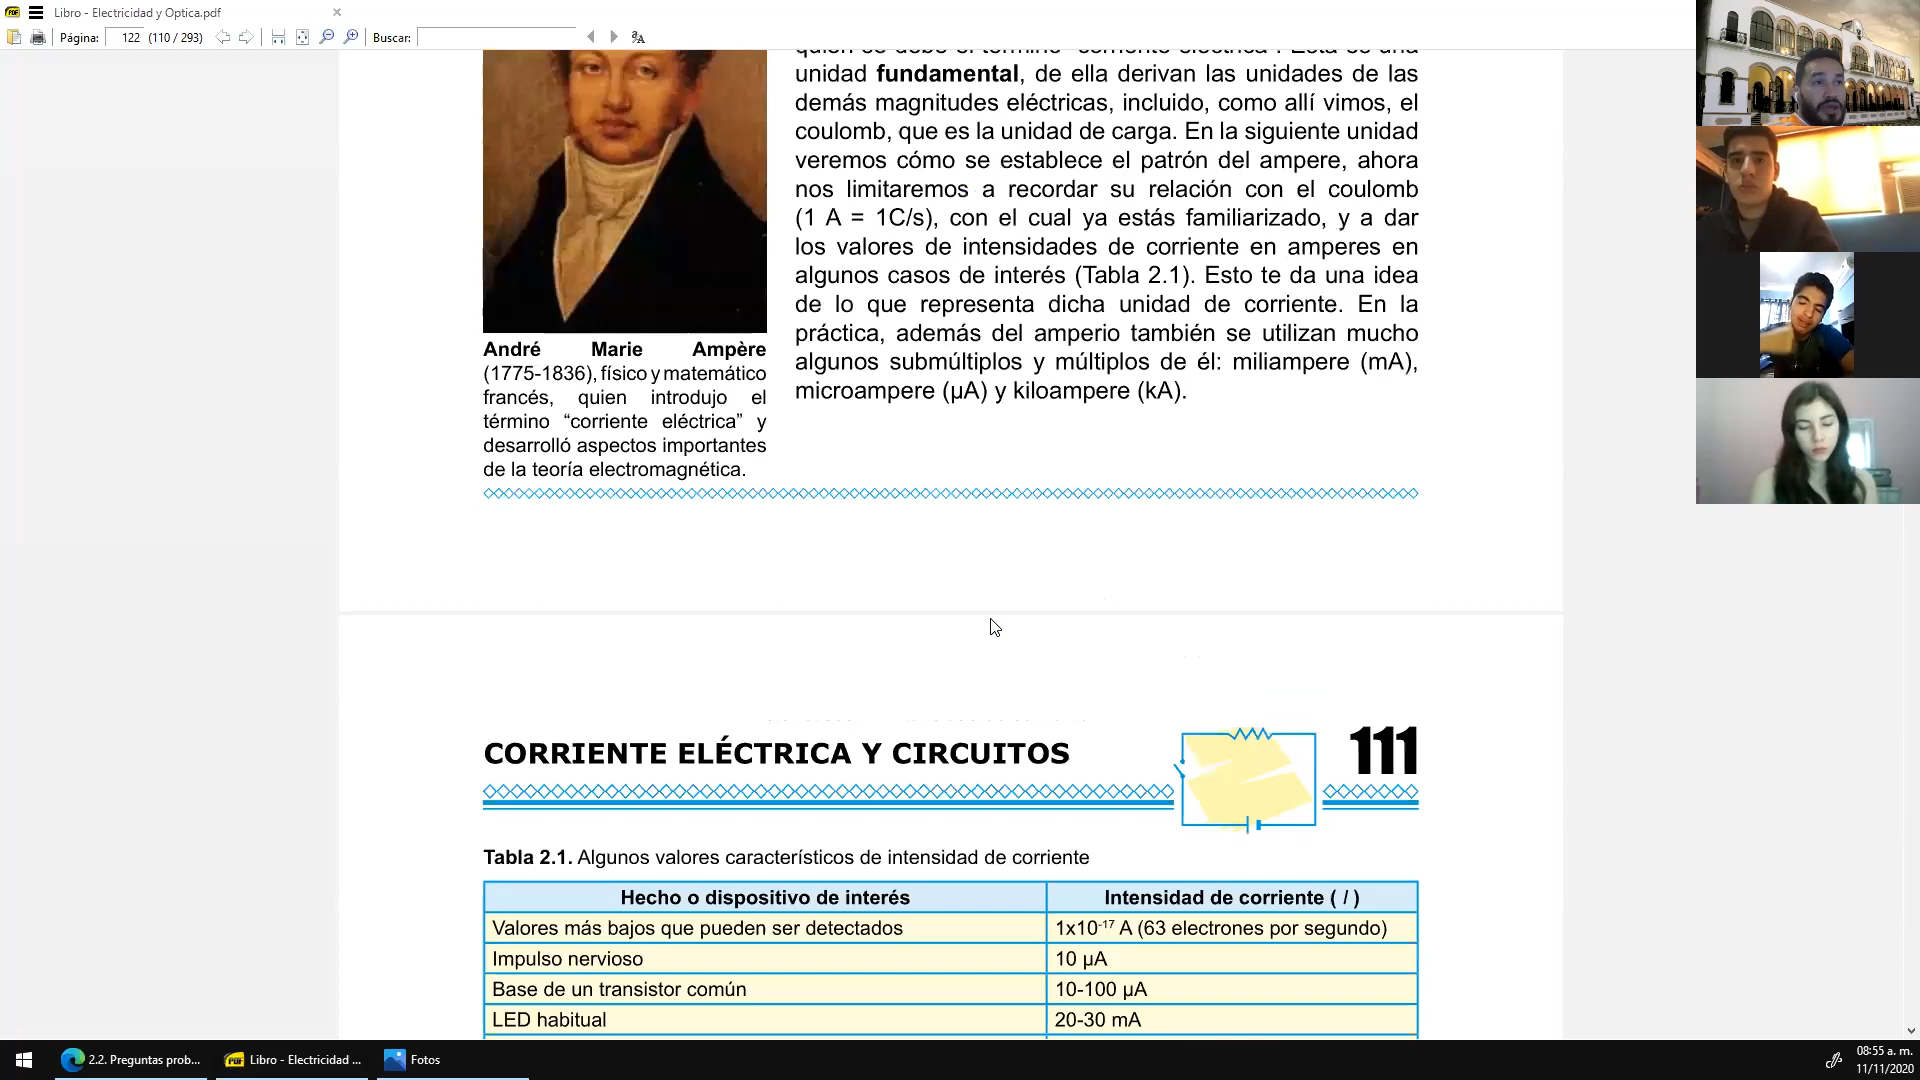 Libro - Electricidad y Optica.pdf
Página: 122 (110 / 293) Buscar:
unidad fundamental, de ella derivan las unidades de las
demás magnitudes eléctricas, incluido, como allí vimos, el
coulomb, que es la unidad de carga. En la siguiente unidad
veremos cómo se establece el patrón del ampere, ahora
nos limitaremos a recordar su relación con el coulomb
(1 A = 1C/s), con el cual ya estás familiarizado, y a dar
los valores de intensidades de corriente en amperes en
algunos casos de interés (Tabla 2.1). Esto te da una idea
de lo que representa dicha unidad de corriente. En la
práctica, además del amperio también se utilizan mucho
algunos submúltiplos y múltiplos de él: miliampere (mA),
microampere (µA) y kiloampere (kA).
André Marie Ampère
(1775-1836), físico y matemático
francés, quien introdujo el
término “corriente eléctrica” y
desarrolló aspectos importantes
de la teoría electromagnética.
CORRIENTE ELÉCTRICA Y CIRCUITOS
111
Tabla 2.1. Algunos valores característicos de intensidad de corriente
Hecho o dispositivo de interés Intensidad de corriente ( I )
Valores más bajos que pueden ser detectados 1x10⁻¹⁷ A (63 electrones por segundo)
Impulso nervioso 10 µA
Base de un transistor común 10-100 µA
LED habitual 20-30 mA
2.2. Preguntas prob... Libro - Electricidad ... Fotos
08:55 a. m.
11/11/2020